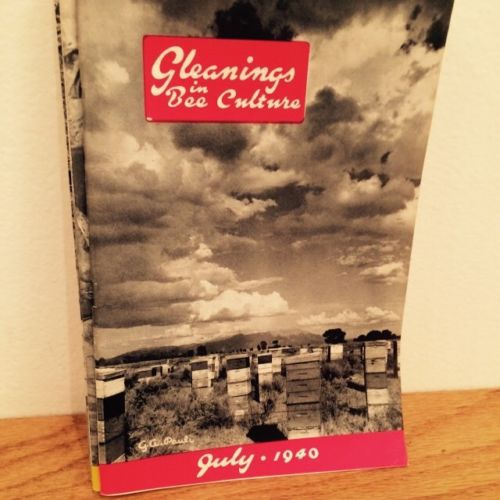 Gleanings
in
Bee Culture
July · 1940